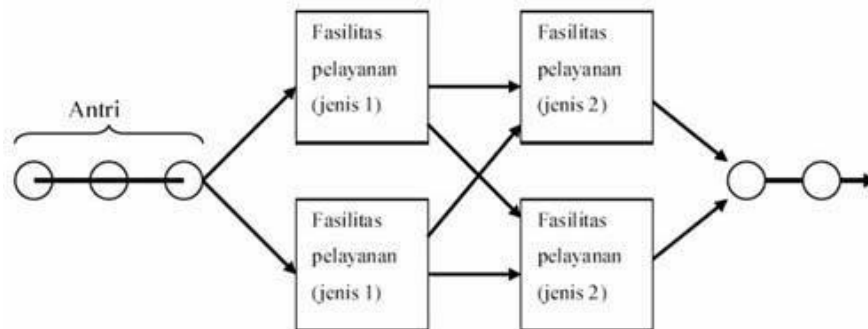 Antri
Fasilitas
pelayanan
(jenis 1)
Fasilitas
pelayanan
(jenis 2)
Fasilitas
pelayanan
(jenis 1)
Fasilitas
pelayanan
(jenis 2)